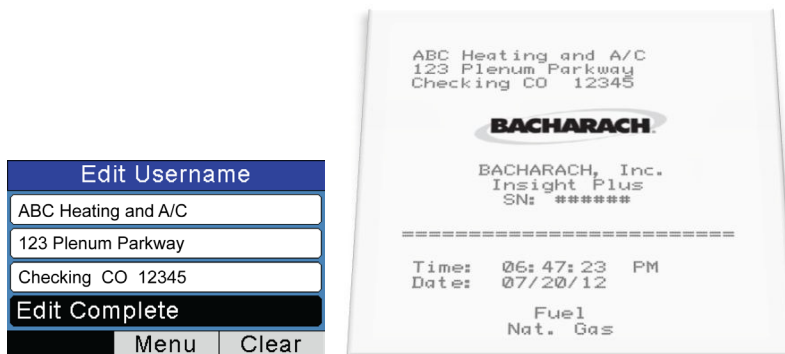 Edit Username
ABC Heating and A/C
123 Plenum Parkway
Checking CO 12345
Edit Complete
Menu Clear
ABC Heating and A/C
123 Plenum Parkway
Checking CO 12345
BACHARACH.
BACHARACH, Inc.
Insight Plus
SN: ######
=========================
Time: 06:47:23 PM
Date: 07/20/12
Fuel
Nat. Gas